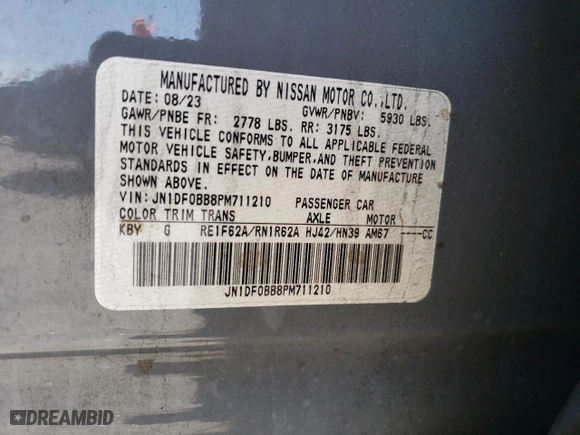 MANUFACTURED BY NISSAN MOTOR CO.,LTD.
DATE: 08/23 GVWR/PNBV: 5930 LBS.
GAWR/PNBE FR: 2778 LBS. RR: 3175 LBS.
THIS VEHICLE CONFORMS TO ALL APPLICABLE FEDERAL
MOTOR VEHICLE SAFETY,BUMPER,AND THEFT PREVENTION
STANDARDS IN EFFECT ON THE DATE OF MANUFACTURE
SHOWN ABOVE.
VIN: JN1DF0BB8PM711210 PASSENGER CAR
COLOR TRIM TRANS AXLE MOTOR
KBY G RE1F62A/RN1R62A HJ42/HN39 AM67 ----CC
JN1DF0BB8PM711210
DREAMBID